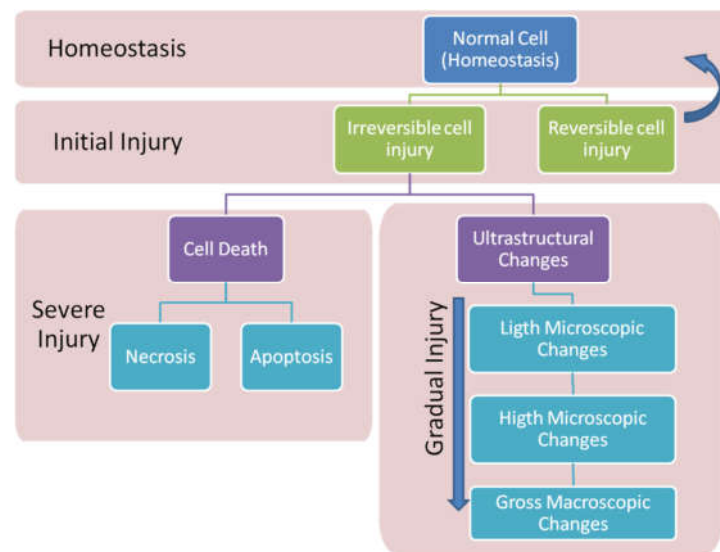 Homeostasis
Normal Cell
(Homeostasis)
Initial Injury
Irreversible cell
injury
Reversible cell
injury
Severe
Injury
Cell Death
Necrosis
Apoptosis
Gradual Injury
Ultrastructural
Changes
Ligth Microscopic
Changes
Higth Microscopic
Changes
Gross Macroscopic
Changes